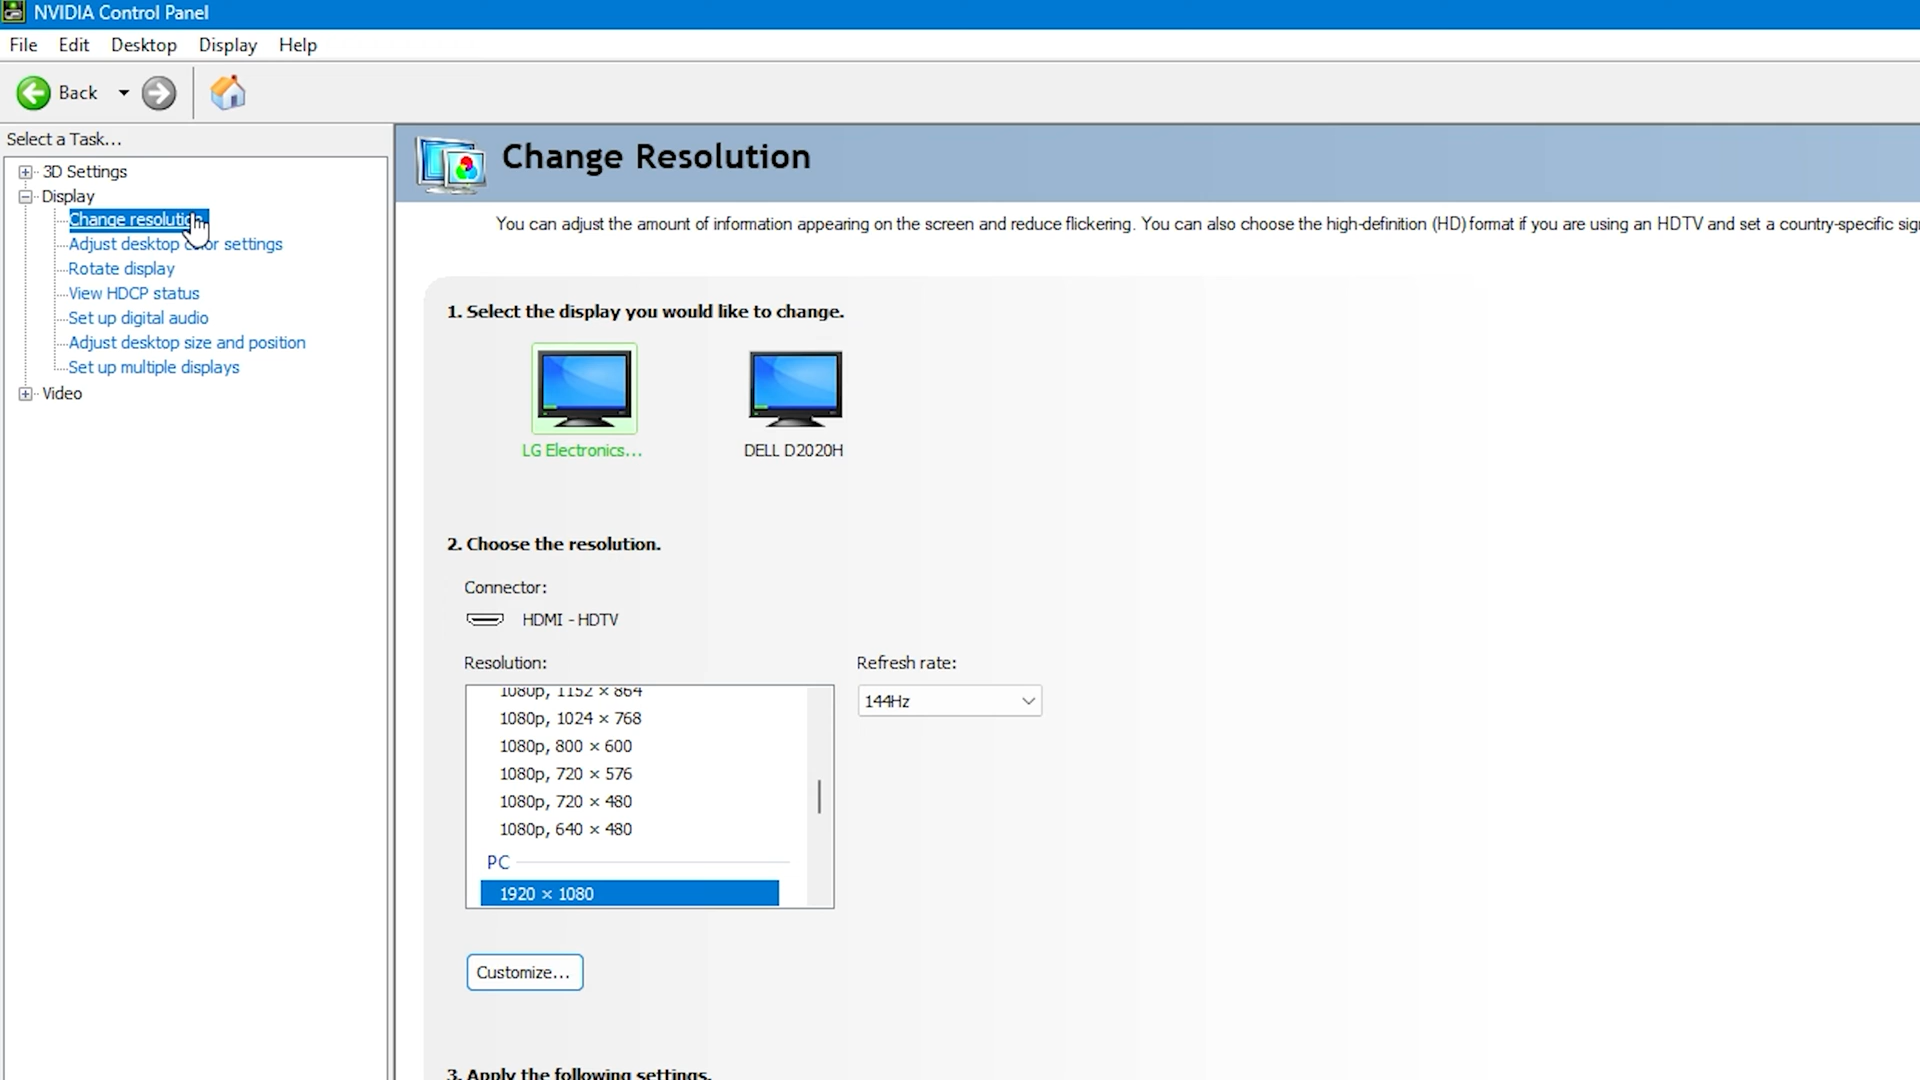 NVIDIA Control Panel
File Edit Desktop Display Help
Back
Select a Task...
3D Settings
Display
Change resolution
Adjust desktop color settings
Rotate display
View HDCP status
Set up digital audio
Adjust desktop size and position
Set up multiple displays
Video
Change Resolution
You can adjust the amount of information appearing on the screen and reduce flickering. You can also choose the high-definition (HD) format if you are using an HDTV and set a country-specific sig
1. Select the display you would like to change.
LG Electronics...
DELL D2020H
2. Choose the resolution.
Connector:
HDMI - HDTV
Resolution:
1080p, 1152 × 864
1080p, 1024 × 768
1080p, 800 × 600
1080p, 720 × 576
1080p, 720 × 480
1080p, 640 × 480
PC
1920 × 1080
Refresh rate:
144Hz
Customize...
3. Apply the following settings.